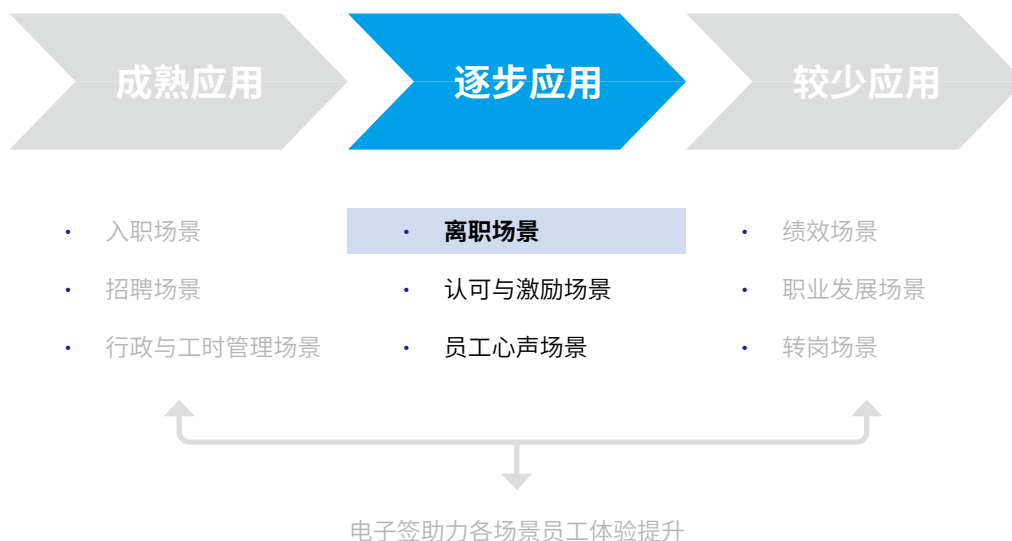 成熟应用
逐步应用
较少应用
• 入职场景
• 招聘场景
• 行政与工时管理场景
• 离职场景
• 认可与激励场景
• 员工心声场景
• 绩效场景
• 职业发展场景
• 转岗场景
电子签助力各场景员工体验提升